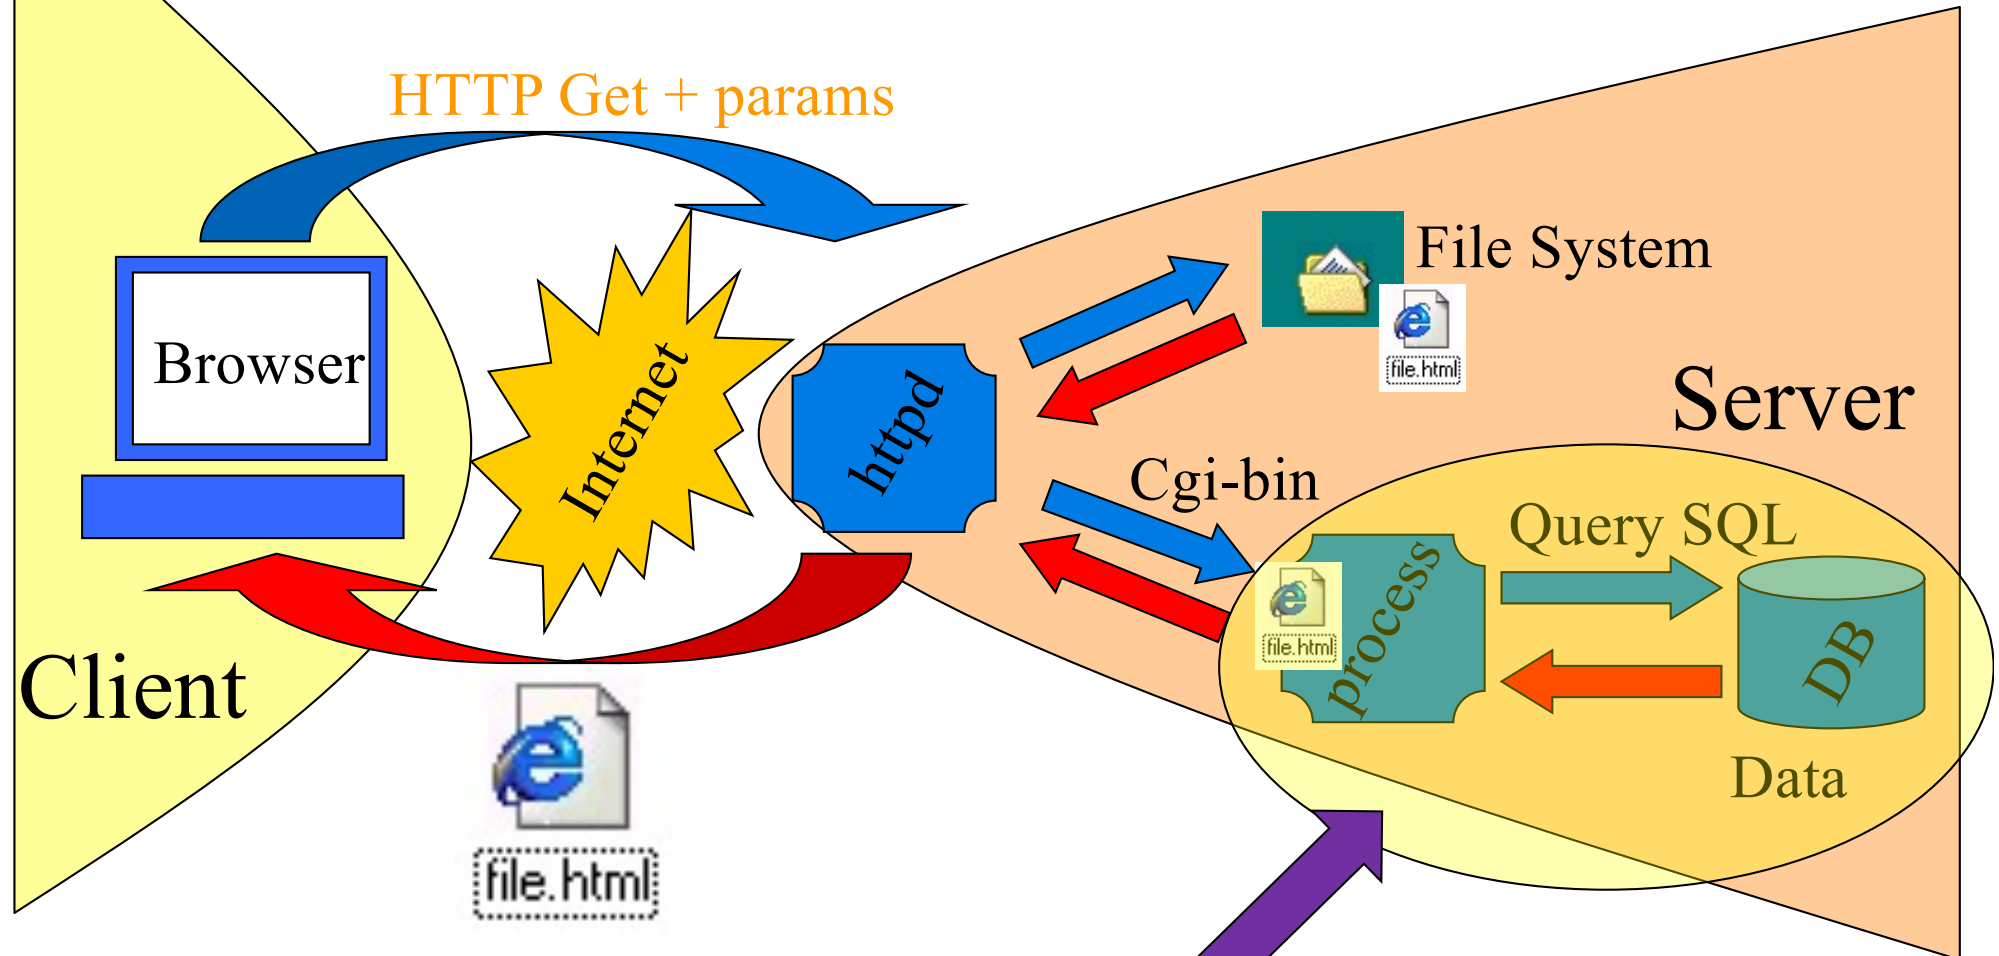 HTTP Get + params
Browser
Internet
httpd
File System
file.html
Server
Cgi-bin
Query SQL
process
file.html
DB
Data
Client
file.html